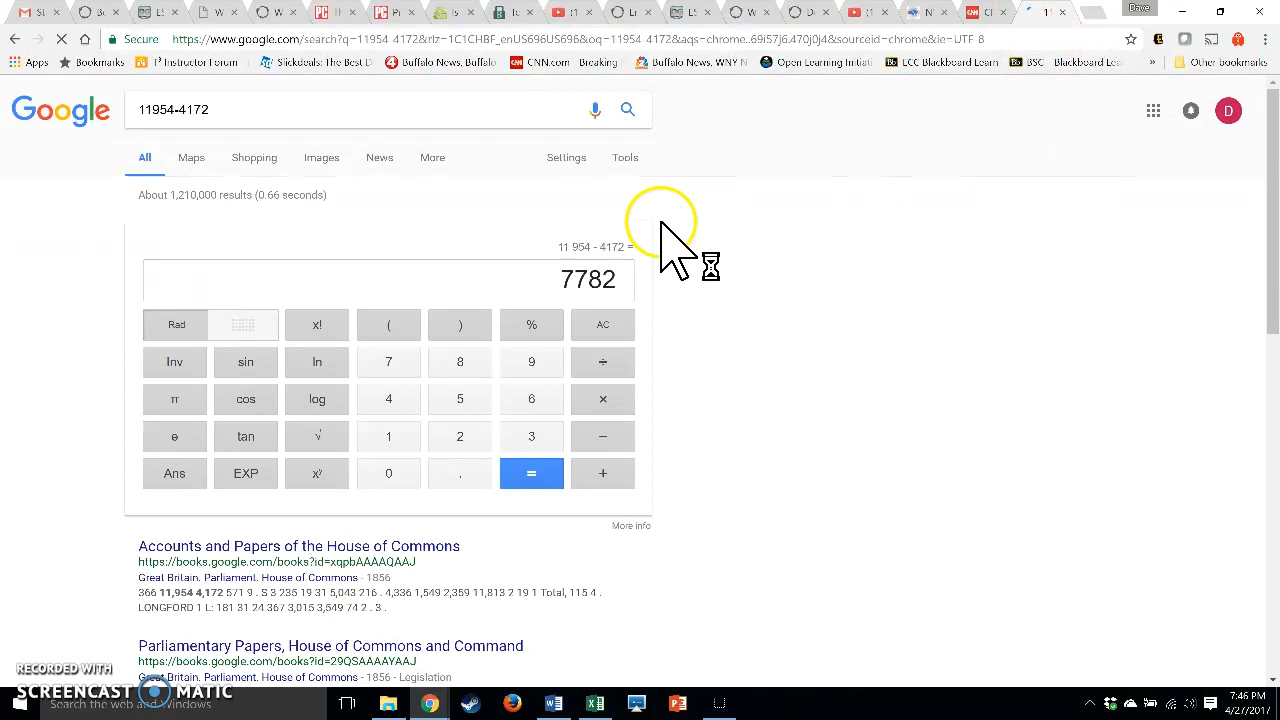 Dave
Secure https://www.google.com/search?q=11954-4172&rlz=1C1CHBF_enUS696US696&oq=11954-4172&aqs=chrome..69i57j6.470j0j4&sourceid=chrome&ie=UTF-8
Apps Bookmarks I³ Instructor Forum Slickdeals: The Best D Buffalo News, Buffalo CNN.com - Breaking Buffalo News, WNY N Open Learning Initiati ECC Blackboard Learn BSC Blackboard Lea » Other bookmarks
Google 11954-4172 D
All Maps Shopping Images News More Settings Tools
About 1,210,000 results (0.66 seconds)
11 954 - 4172 =
7782
Rad x! ( ) % AC
Inv sin ln 7 8 9 ÷
π cos log 4 5 6 ×
e tan √ 1 2 3 −
Ans EXP xʸ 0 . = +
More info
Accounts and Papers of the House of Commons
https://books.google.com/books?id=xqpbAAAAQAAJ
Great Britain. Parliament. House of Commons - 1856
366 11,954 4,172 571 9 . S 3 235 19 31 5,043 216 . 4,336 1,549 2,359 11,813 2 19 1 Total, 115 4 .
LONGFORD 1 L: 181 31 24 367 3,015 3,549 74 2 . 3 .
Parliamentary Papers, House of Commons and Command
https://books.google.com/books?id=29QSAAAAYAAJ
Great Britain. Parliament. House of Commons - 1856 - Legislation
RECORDED WITH
SCREENCAST MATIC
Search the web and Windows
7:46 PM
4/27/2017